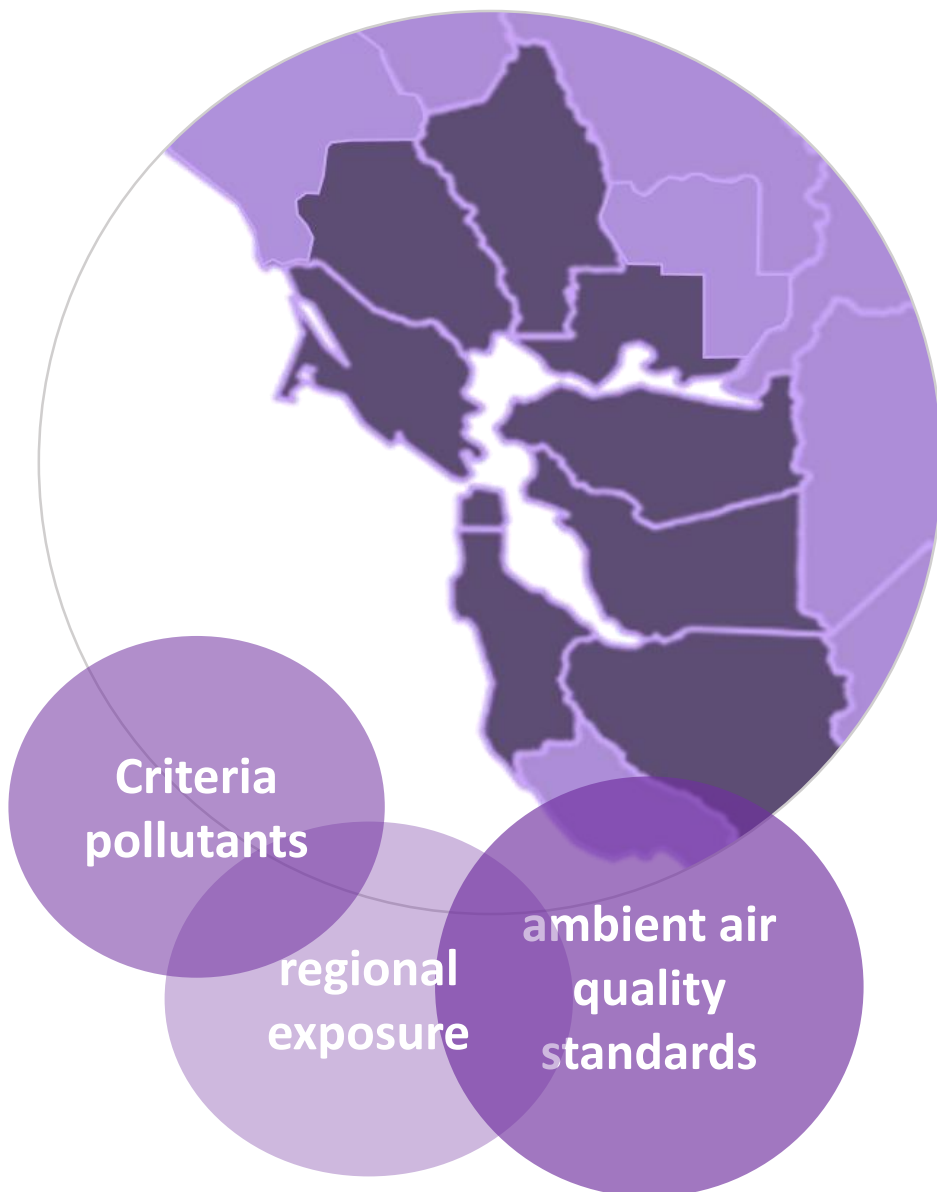 Criteria
pollutants
regional
exposure
ambient air
quality
standards